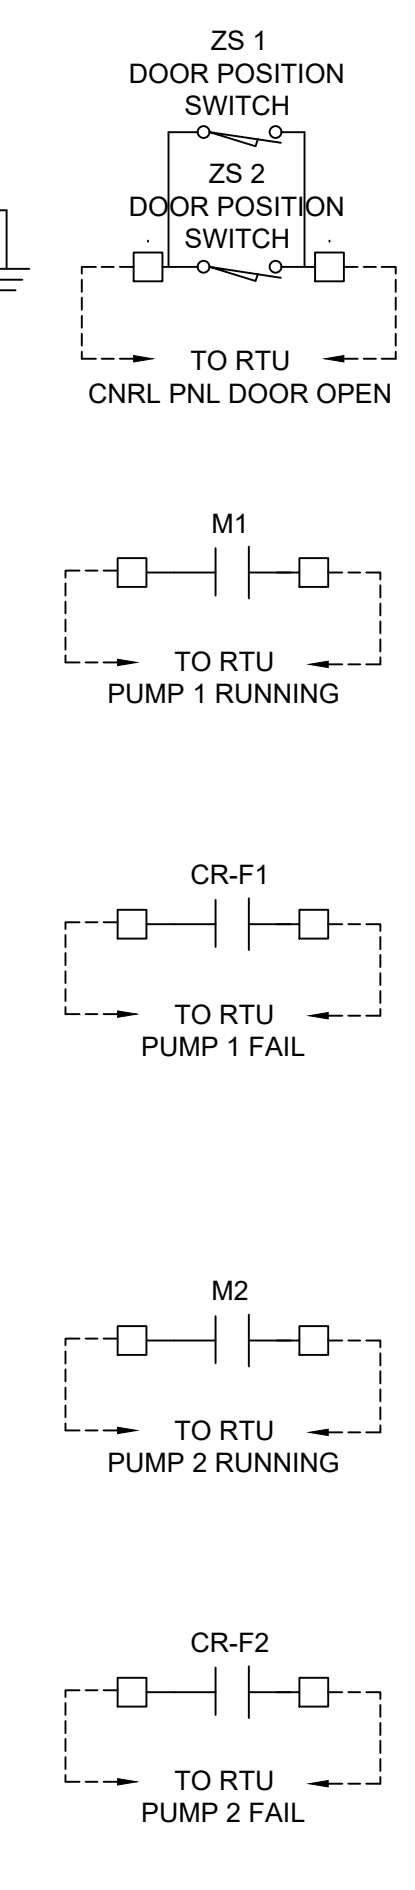 ZS 1
DOOR POSITION
SWITCH
ZS 2
DOOR POSITION
SWITCH
TO RTU
CNRL PNL DOOR OPEN
M1
TO RTU
PUMP 1 RUNNING
CR-F1
TO RTU
PUMP 1 FAIL
M2
TO RTU
PUMP 2 RUNNING
CR-F2
TO RTU
PUMP 2 FAIL